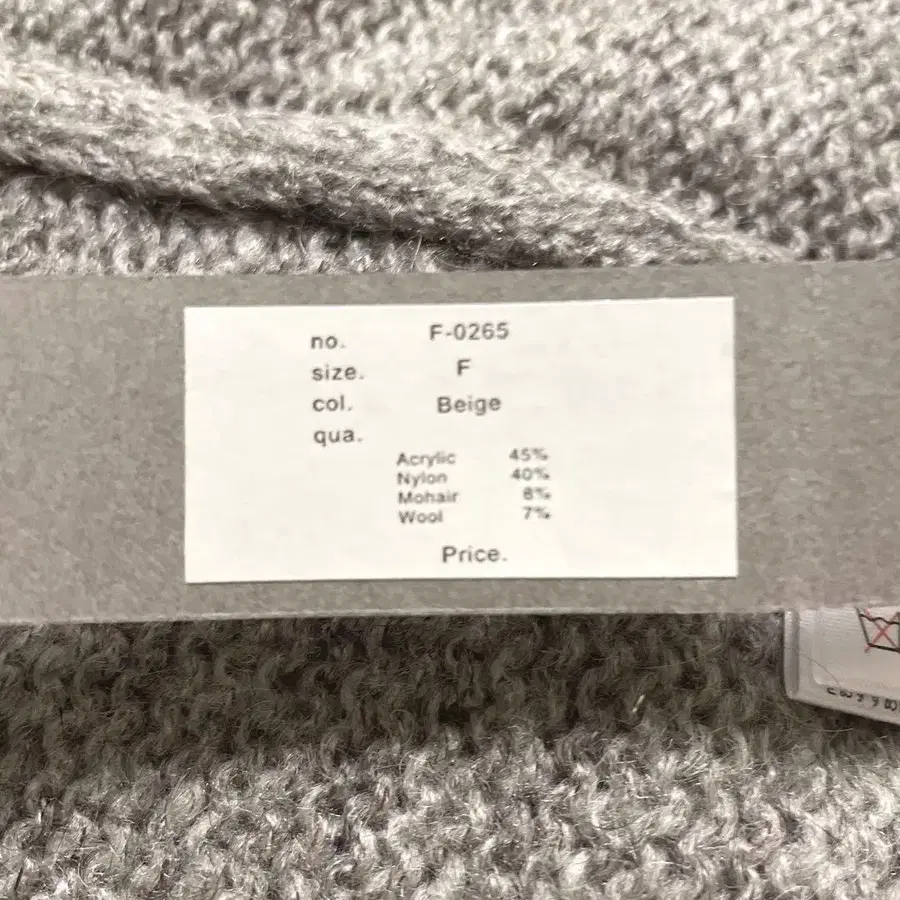 no. F-0265
size. F
col. Beige
qua.
Acrylic 45%
Nylon 40%
Mohair 8%
Wool 7%
Price.